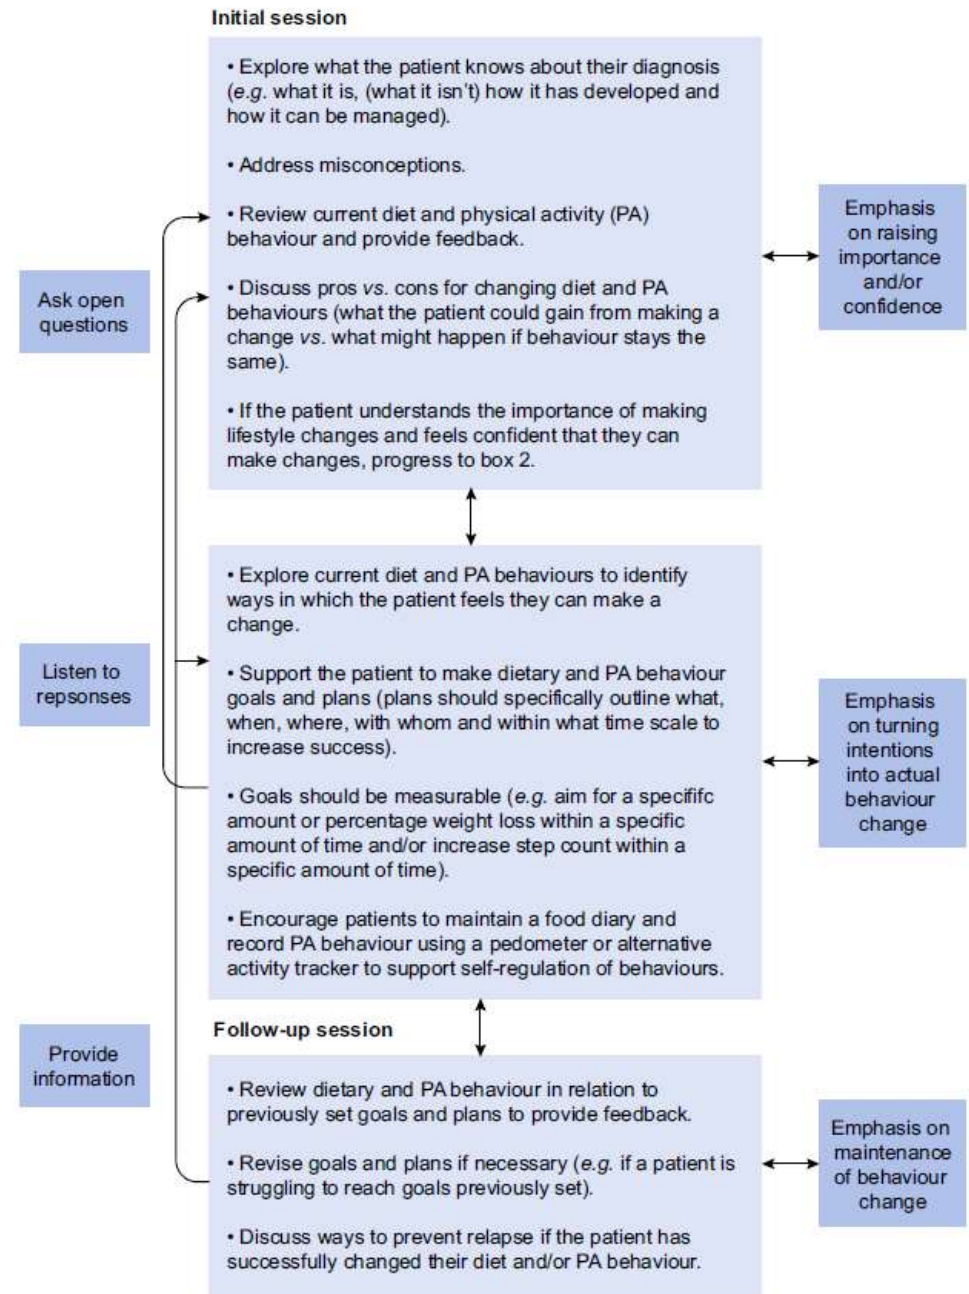 Initial session
• Explore what the patient knows about their diagnosis
(e.g. what it is, (what it isn't) how it has developed and
how it can be managed).
• Address misconceptions.
• Review current diet and physical activity (PA)
behaviour and provide feedback.
• Discuss pros vs. cons for changing diet and PA
behaviours (what the patient could gain from making a
change vs. what might happen if behaviour stays the
same).
• If the patient understands the importance of making
lifestyle changes and feels confident that they can
make changes, progress to box 2.
Emphasis
on raising
importance
and/or
confidence
Ask open
questions
• Explore current diet and PA behaviours to identify
ways in which the patient feels they can make a
change.
• Support the patient to make dietary and PA behaviour
goals and plans (plans should specifically outline what,
when, where, with whom and within what time scale to
increase success).
• Goals should be measurable (e.g. aim for a specififc
amount or percentage weight loss within a specific
amount of time and/or increase step count within a
specific amount of time).
• Encourage patients to maintain a food diary and
record PA behaviour using a pedometer or alternative
activity tracker to support self-regulation of behaviours.
Listen to
repsonses
Emphasis
on turning
intentions
into actual
behaviour
change
Follow-up session
Provide
information
• Review dietary and PA behaviour in relation to
previously set goals and plans to provide feedback.
• Revise goals and plans if necessary (e.g. if a patient is
struggling to reach goals previously set).
• Discuss ways to prevent relapse if the patient has
successfully changed their diet and/or PA behaviour.
Emphasis on
maintenance
of behaviour
change